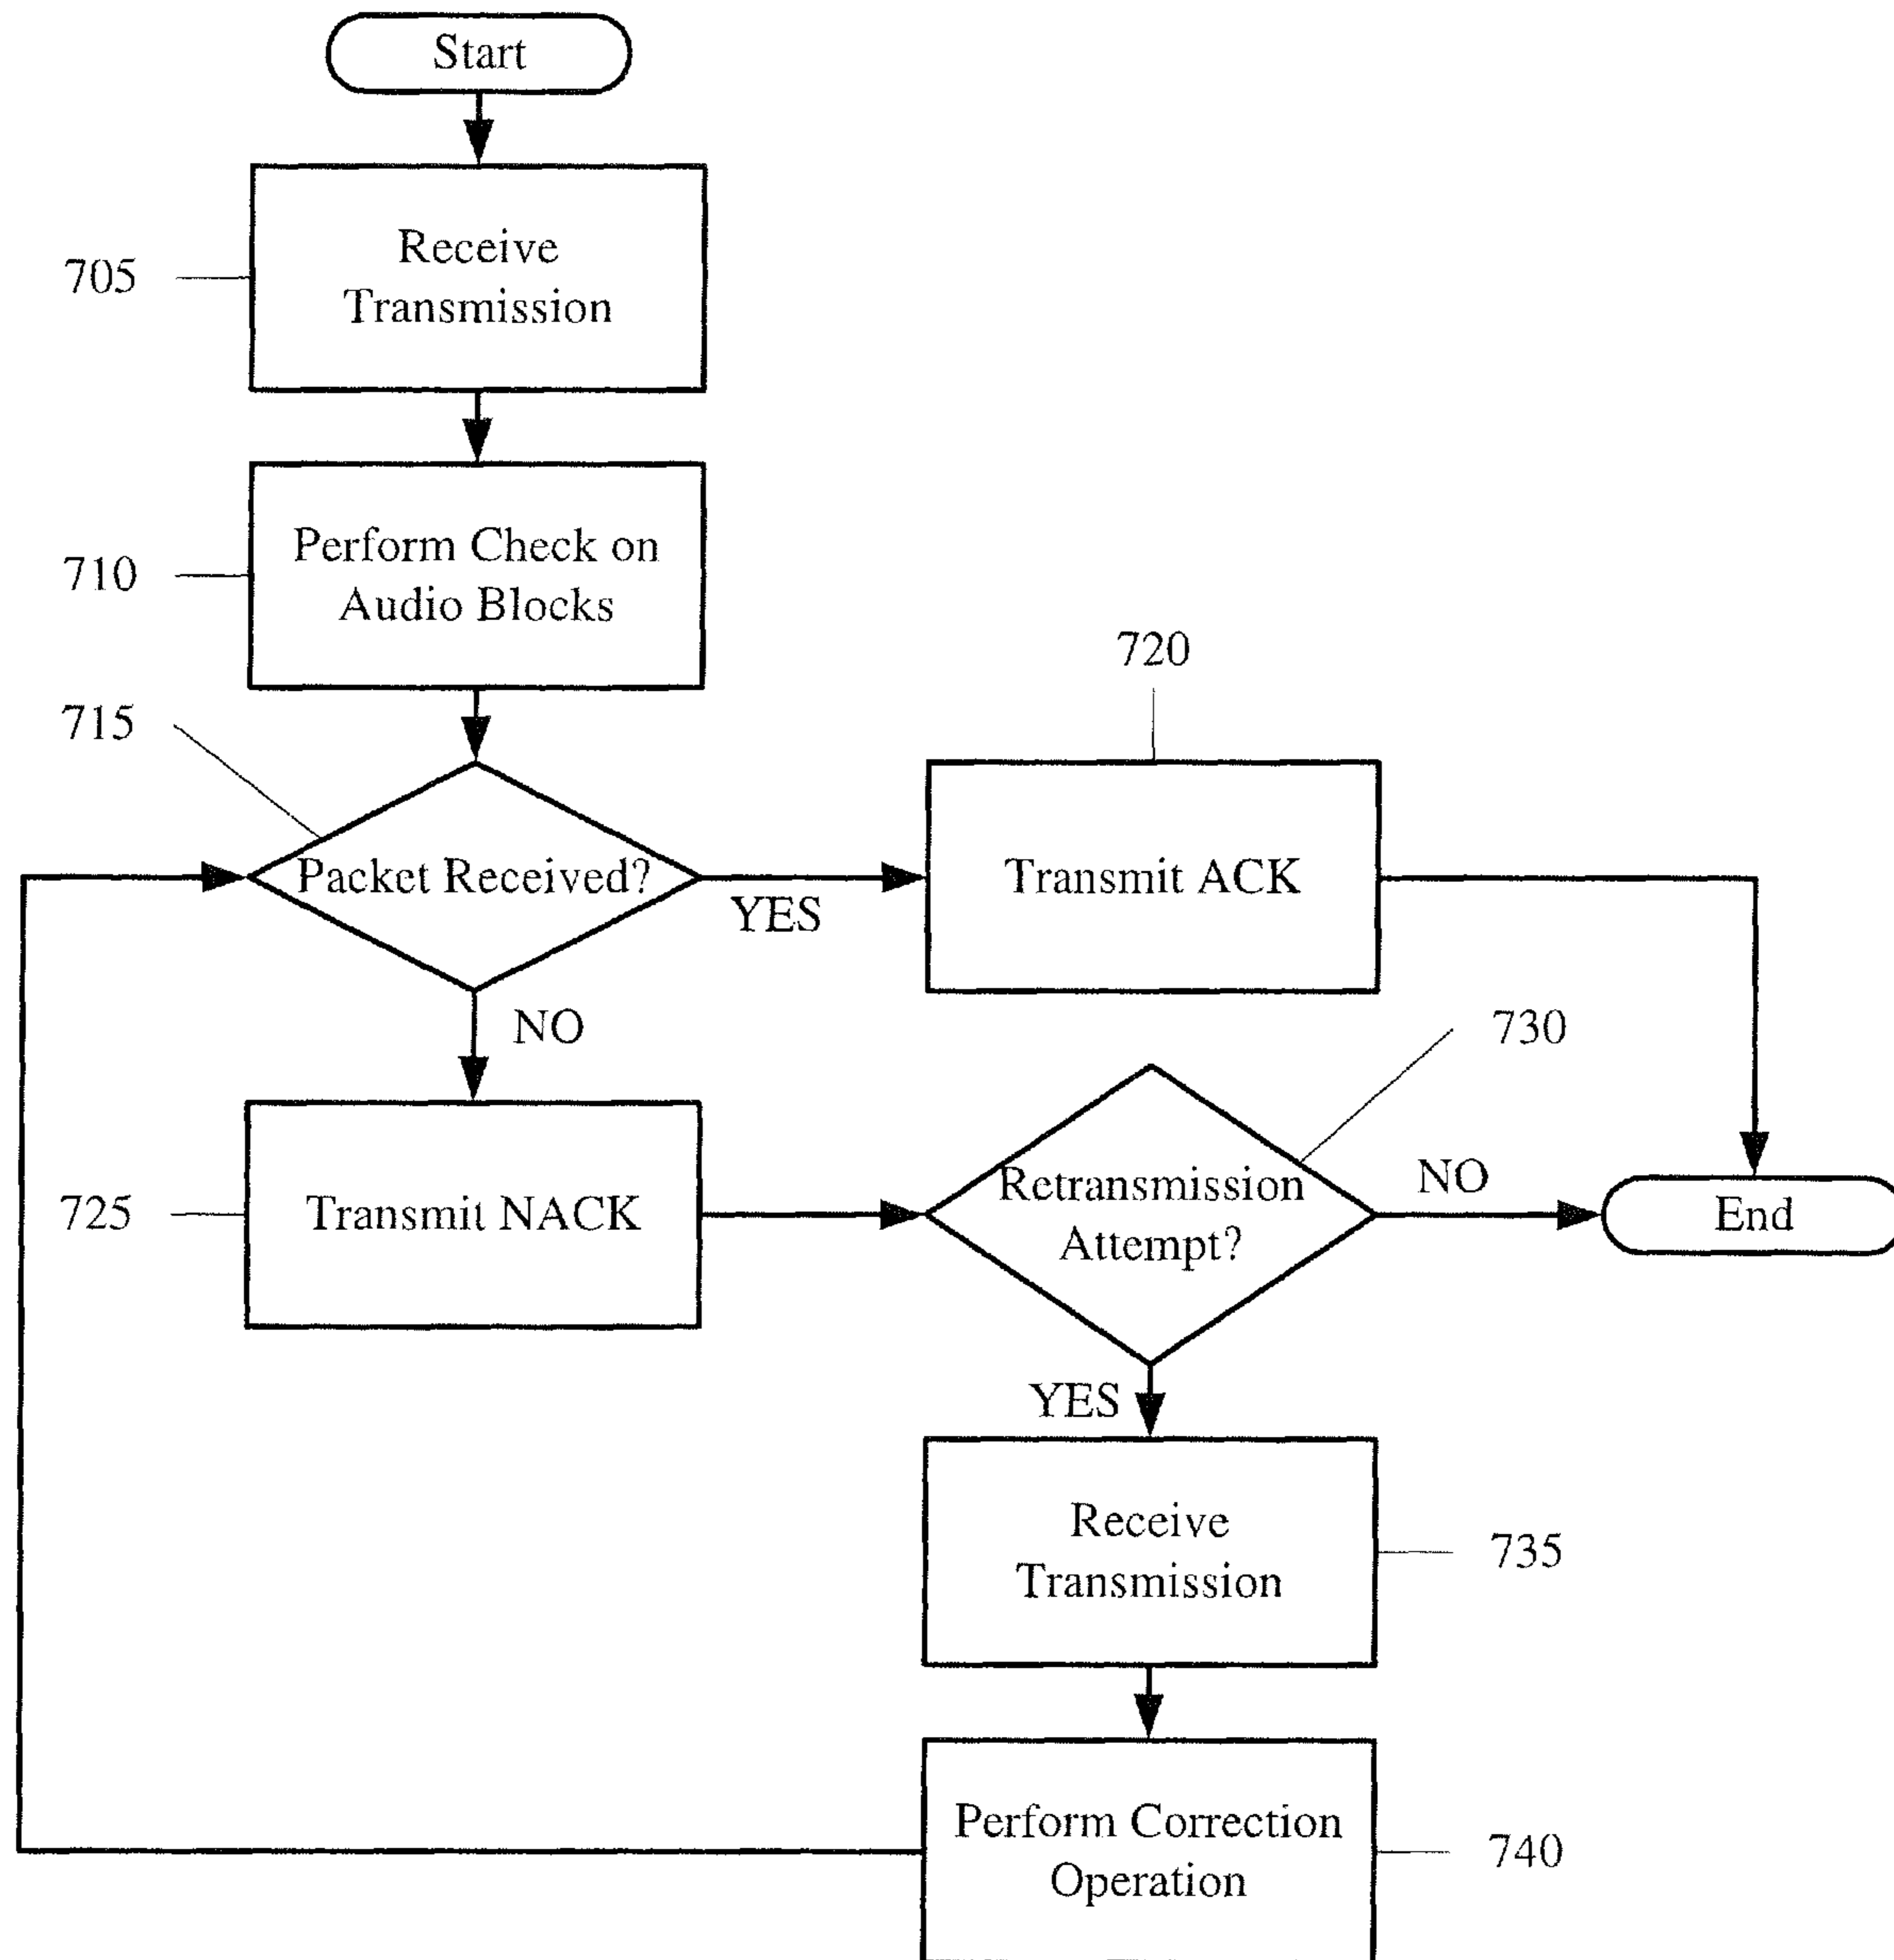 Start
705
Receive
Transmission
710
Perform Check on
Audio Blocks
715
Packet Received?
YES
720
Transmit ACK
NO
725
Transmit NACK
730
Retransmission
Attempt?
NO
End
YES
735
Receive
Transmission
740
Perform Correction
Operation